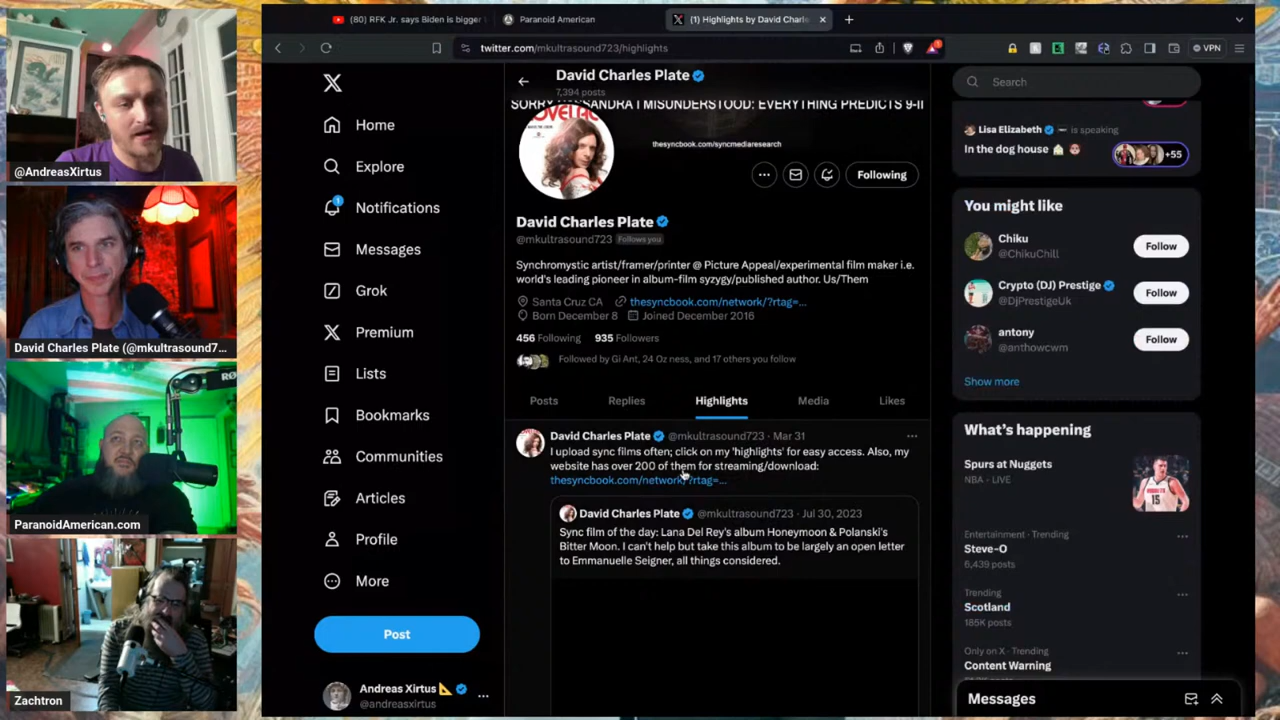 (80) RFK Jr. says Biden is bigger
Paranoid American
(1) Highlights by David Charle
twitter.com/mkultrasound723/highlights
VPN
@AndreasXirtus
David Charles Plate (@mkultrasound7...
ParanoidAmerican.com
Zachtron
Home
Explore
1
Notifications
Messages
Grok
Premium
Lists
Bookmarks
Communities
Articles
Profile
More
Post
Andreas Xirtus
@andreasxirtus
David Charles Plate
7,394 posts
SORRY CASSANDRA I MISUNDERSTOOD: EVERYTHING PREDICTS 9-11
LOVELACE
thesyncbook.com/syncmediaresearch
Following
David Charles Plate
@mkultrasound723 Follows you
Synchromystic artist/framer/printer @ Picture Appeal/experimental film maker i.e.
world's leading pioneer in album-film syzygy/published author. Us/Them
Santa Cruz CA thesyncbook.com/network/?rtag=...
Born December 8 Joined December 2016
456 Following 935 Followers
Followed by Gi Ant, 24 Oz ness, and 17 others you follow
Posts Replies Highlights Media Likes
David Charles Plate @mkultrasound723 · Mar 31
I upload sync films often; click on my 'highlights' for easy access. Also, my
website has over 200 of them for streaming/download:
thesyncbook.com/network/?rtag=...
David Charles Plate @mkultrasound723 · Jul 30, 2023
Sync film of the day: Lana Del Rey's album Honeymoon & Polanski's
Bitter Moon. I can't help but take this album to be largely an open letter
to Emmanuelle Seigner, all things considered.
Search
Lisa Elizabeth is speaking
In the dog house
+55
You might like
Chiku
@ChikuChill
Follow
Crypto (DJ) Prestige
@DjPrestigeUk
Follow
antony
@anthowcwm
Follow
Show more
What's happening
Spurs at Nuggets
NBA · LIVE
Entertainment · Trending
Steve-O
6,439 posts
Trending
Scotland
185K posts
Only on X · Trending
Content Warning
Messages